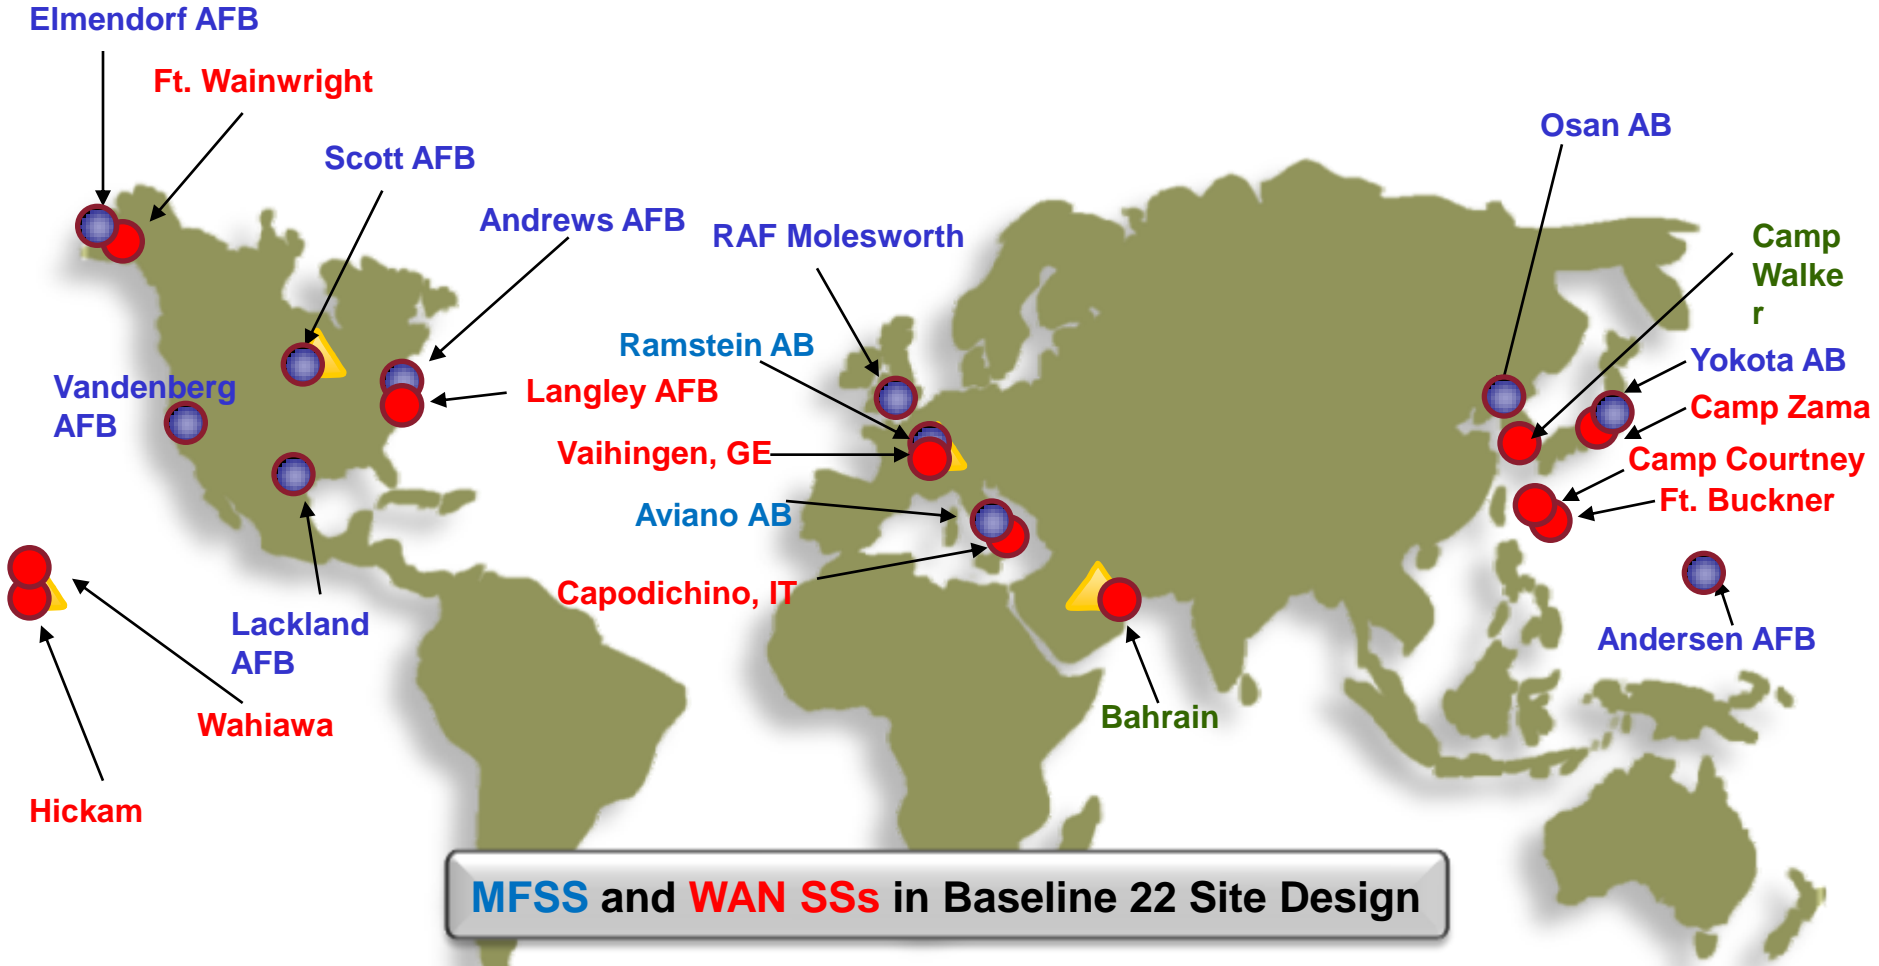 Elmendorf AFB
Ft. Wainwright
Scott AFB
Andrews AFB
RAF Molesworth
Osan AB
Camp
Walke
r
Ramstein AB
Yokota AB
Vandenberg
AFB
Langley AFB
Camp Zama
Vaihingen, GE
Camp Courtney
Aviano AB
Ft. Buckner
Capodichino, IT
Lackland
AFB
Andersen AFB
Wahiawa
Bahrain
Hickam
MFSS and WAN SSs in Baseline 22 Site Design